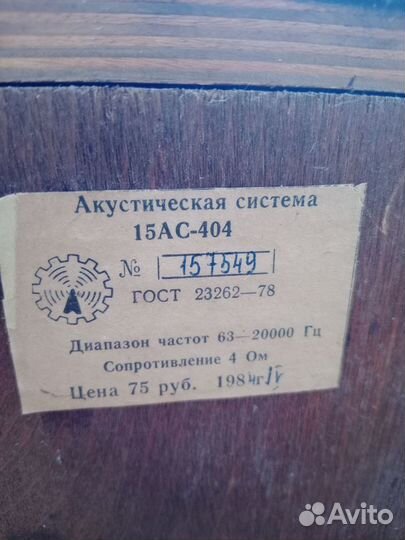 Акустическая система
15АС-404
№ 157549
ГОСТ 23262—78
А
Диапазон частот 63—20000 Гц
Сопротивление 4 Ом
Цена 75 руб. 1984г IV
Avito